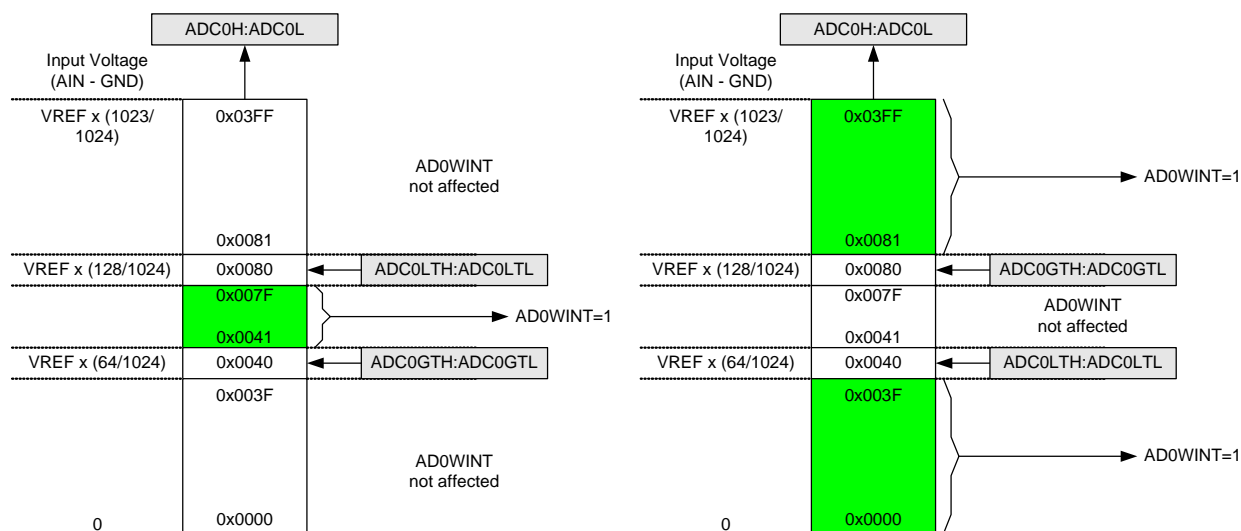 ADC0H:ADC0L
Input Voltage
(AIN - GND)
VREF x (1023/
1024)
0x03FF
AD0WINT
not affected
0x0081
VREF x (128/1024)
0x0080
ADC0LTH:ADC0LTL
0x007F
AD0WINT=1
0x0041
VREF x (64/1024)
0x0040
ADC0GTH:ADC0GTL
0x003F
AD0WINT
not affected
0
0x0000
ADC0H:ADC0L
Input Voltage
(AIN - GND)
VREF x (1023/
1024)
0x03FF
AD0WINT=1
0x0081
VREF x (128/1024)
0x0080
ADC0GTH:ADC0GTL
0x007F
AD0WINT
not affected
0x0041
VREF x (64/1024)
0x0040
ADC0LTH:ADC0LTL
0x003F
AD0WINT=1
0
0x0000